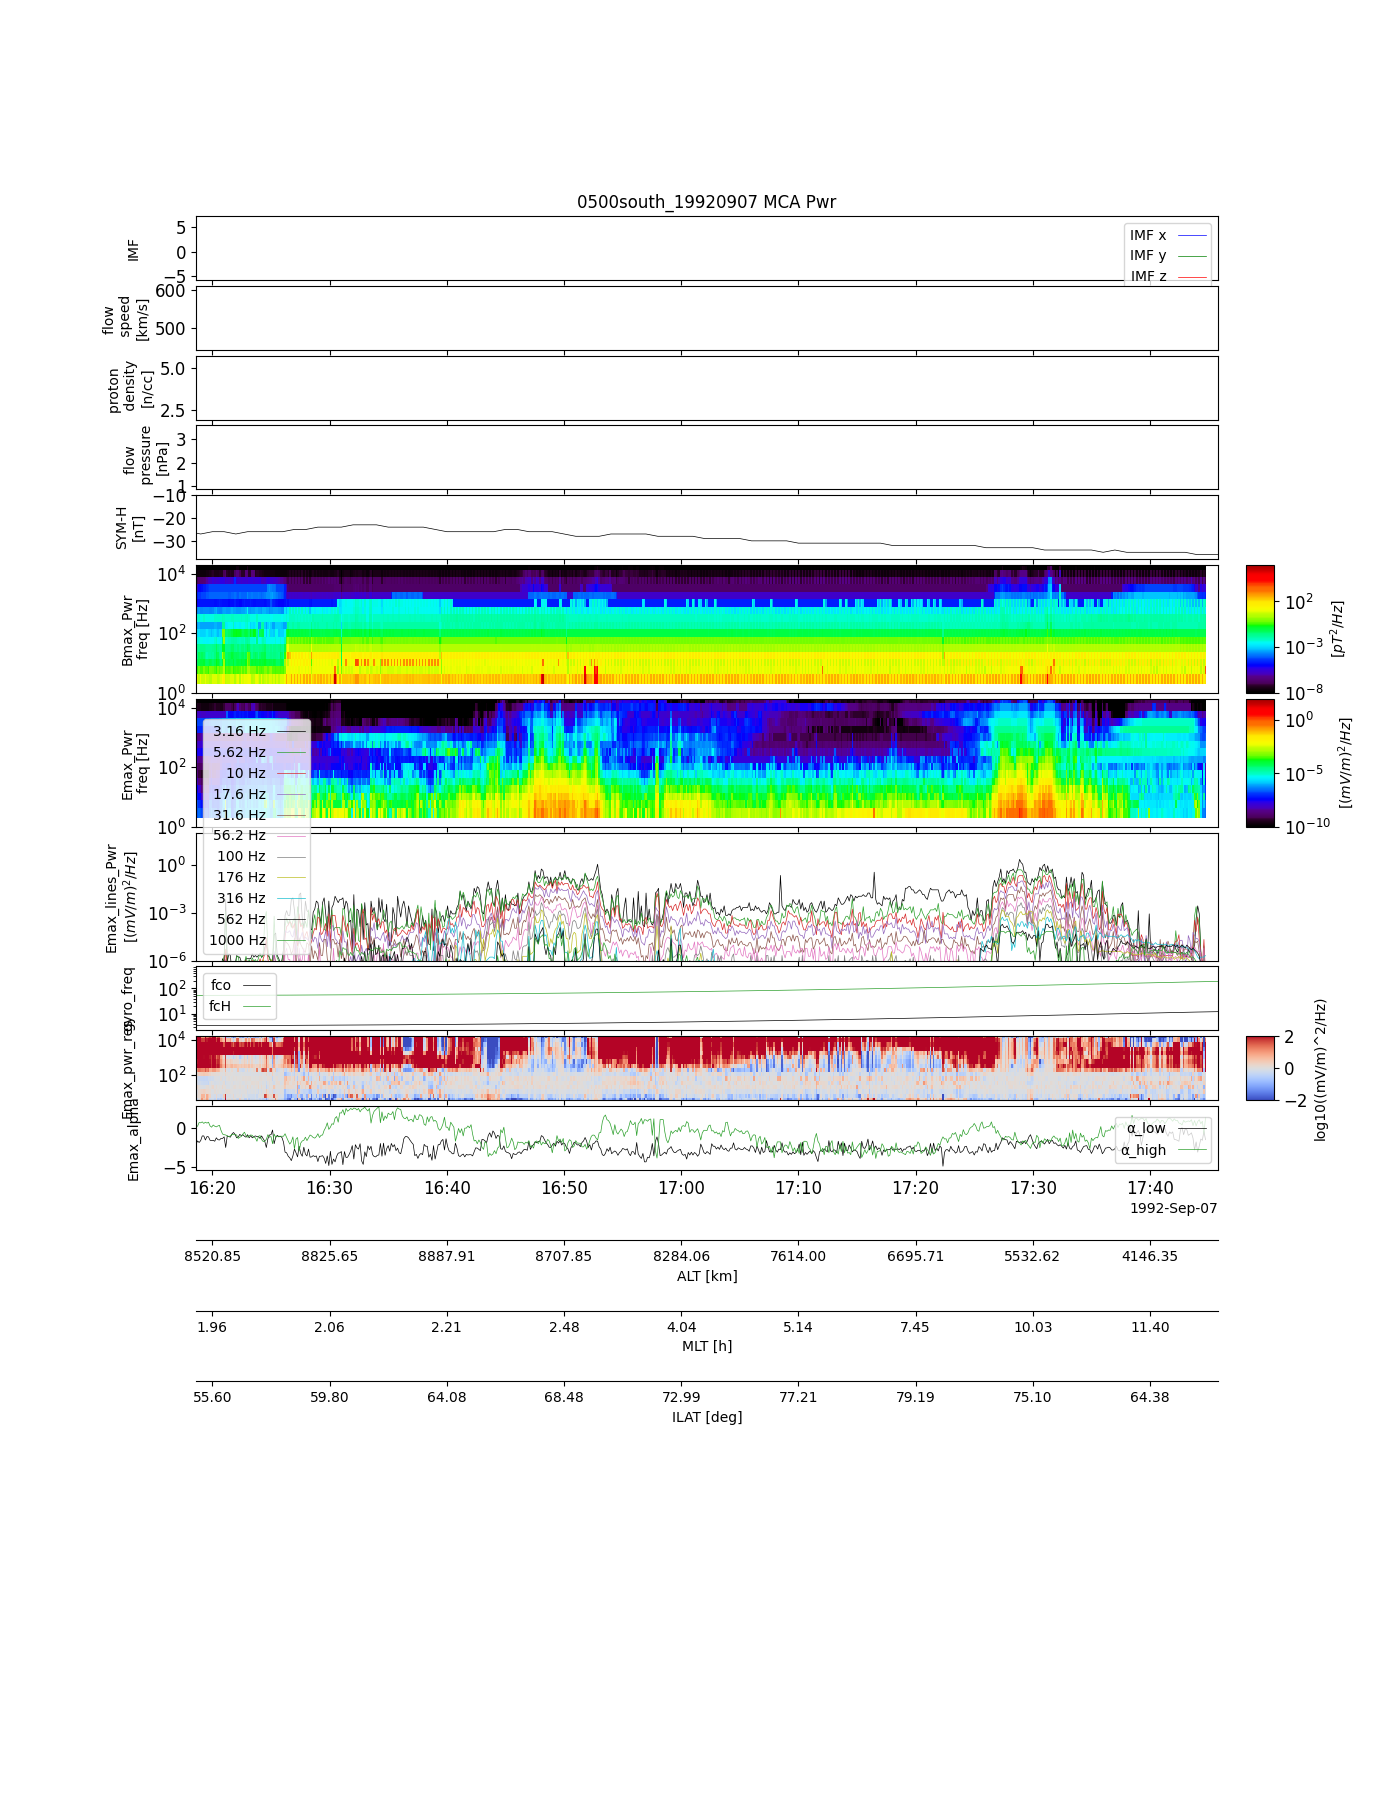 0500south_19920907 MCA Pwr
IMF
5
0
−5
IMF x
IMF y
IMF z
flow
speed
[km/s]
600
500
proton
density
[n/cc]
5.0
2.5
flow
pressure
[nPa]
3
2
1
SYM-H
[nT]
−10
−20
−30
Bmax_Pwr
freq [Hz]
10^4
10^2
10^0
10^2
10^−3
10^−8
[pT^2/Hz]
Emax_Pwr
freq [Hz]
10^4
10^2
10^0
10^0
10^−5
10^−10
[(mV/m)^2/Hz]
3.16 Hz
5.62 Hz
10 Hz
17.6 Hz
31.6 Hz
56.2 Hz
100 Hz
176 Hz
316 Hz
562 Hz
1000 Hz
Emax_lines_Pwr
[(mV/m)^2/Hz]
10^0
10^−3
10^−6
gyro_freq
10^2
10^1
fco
fcH
Emax_pwr_reg
10^4
10^2
2
0
−2
log10((mV/m)^2/Hz)
Emax_alpha
0
−5
α_low
α_high
16:20 16:30 16:40 16:50 17:00 17:10 17:20 17:30 17:40
1992-Sep-07
8520.85 8825.65 8887.91 8707.85 8284.06 7614.00 6695.71 5532.62 4146.35
ALT [km]
1.96 2.06 2.21 2.48 4.04 5.14 7.45 10.03 11.40
MLT [h]
55.60 59.80 64.08 68.48 72.99 77.21 79.19 75.10 64.38
ILAT [deg]